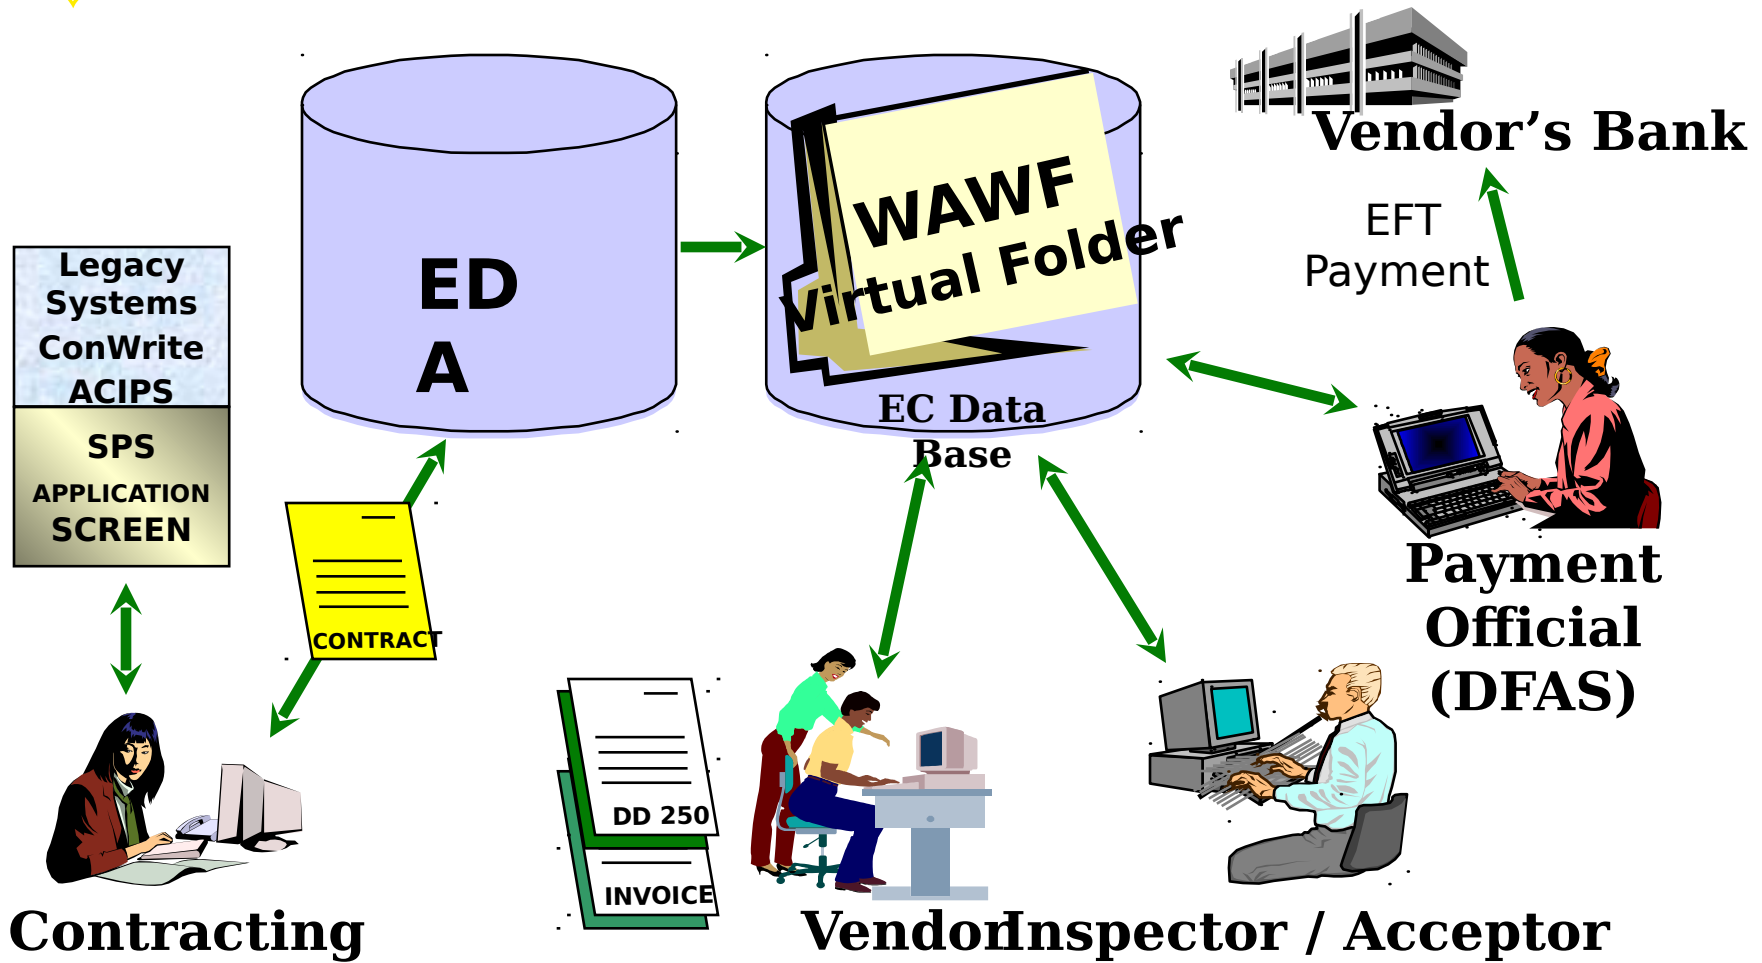 Vendor’s Bank
WAWF
Virtual Folder
EFT
Payment
Legacy
Systems
ConWrite
ACIPS
ED
A
EC Data
Base
SPS
APPLICATION
SCREEN
CONTRACT
Payment
Official
(DFAS)
DD 250
INVOICE
Contracting
Vendor
Inspector / Acceptor